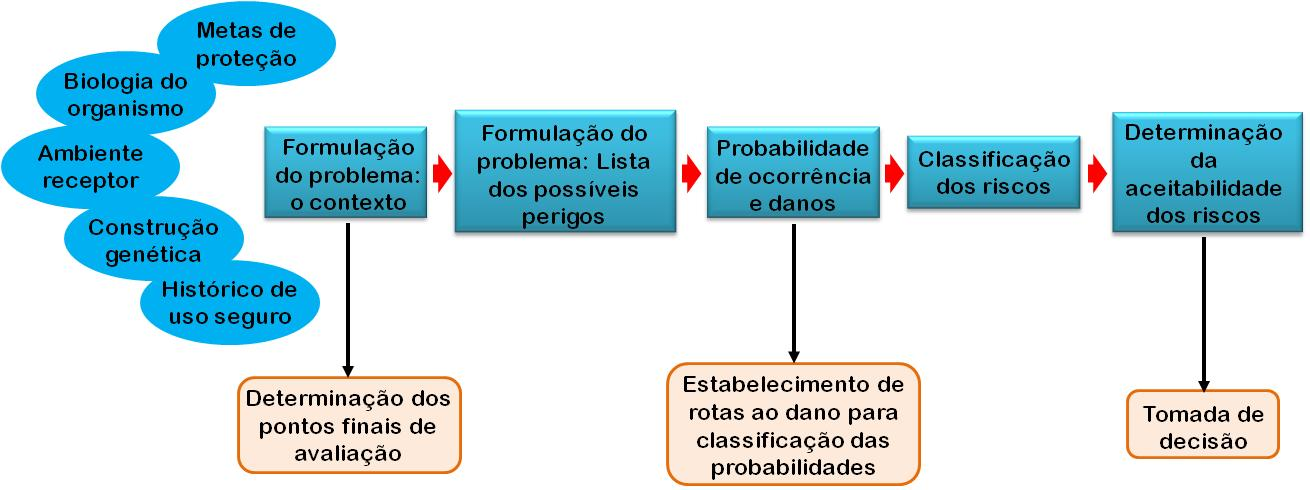 Metas de
proteção
Biologia do
organismo
Ambiente
receptor
Construção
genética
Histórico de
uso seguro
Formulação
do problema:
o contexto
Formulação do
problema: Lista
dos possíveis
perigos
Probabilidade
de ocorrência
e danos
Classificação
dos riscos
Determinação
da
aceitabilidade
dos riscos
Determinação dos
pontos finais de
avaliação
Estabelecimento de
rotas ao dano para
classificação das
probabilidades
Tomada de
decisão